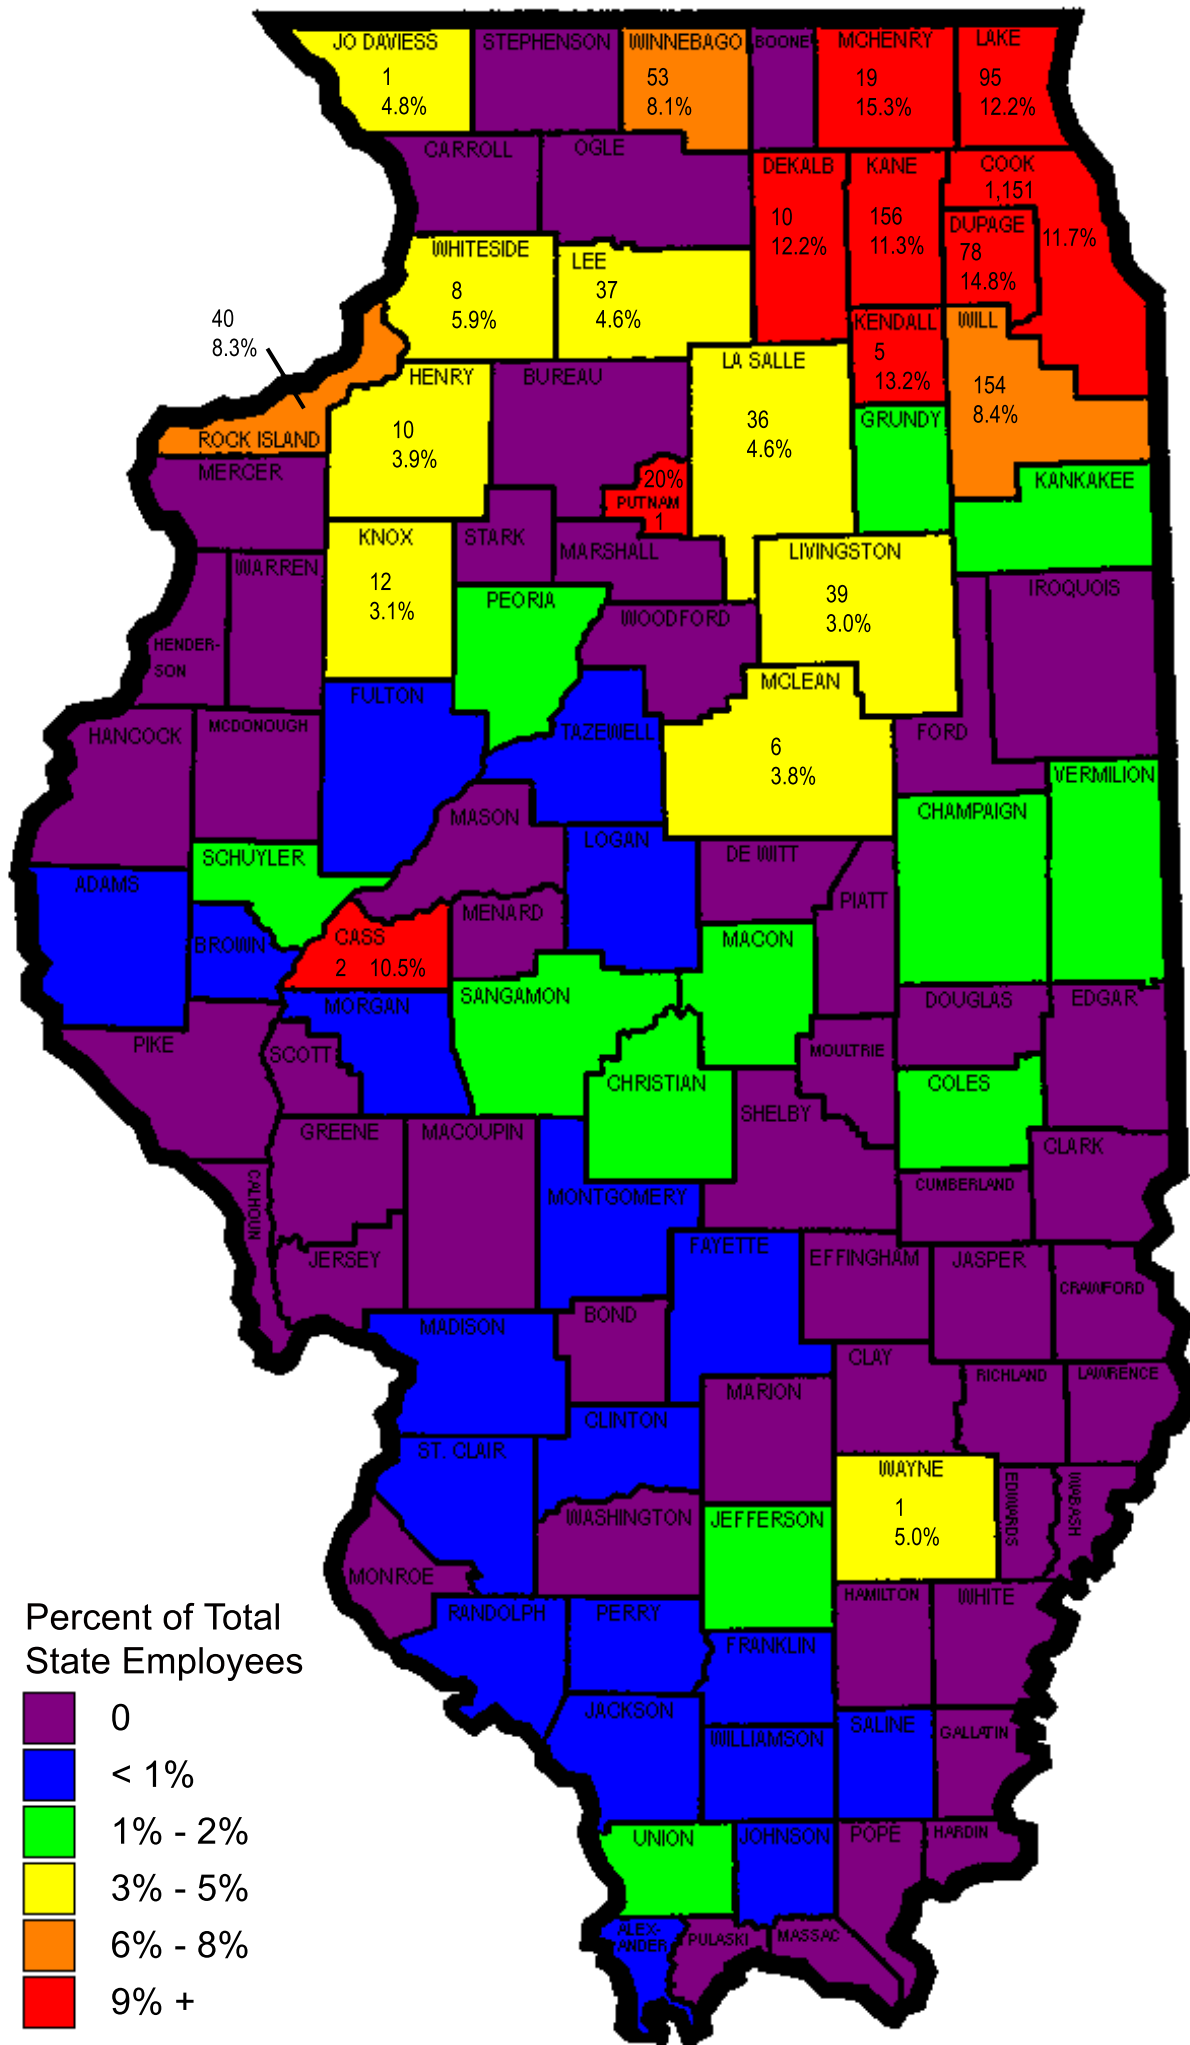 JO DAVIESS
1
4.8%
STEPHENSON
WINNEBAGO
53
8.1%
BOONE
MCHENRY
19
15.3%
LAKE
95
12.2%
CARROLL
OGLE
DEKALB
10
12.2%
KANE
156
11.3%
COOK
1,151
11.7%
DUPAGE
78
14.8%
WHITESIDE
8
5.9%
LEE
37
4.6%
40
8.3%
ROCK ISLAND
HENRY
10
3.9%
BUREAU
LA SALLE
36
4.6%
KENDALL
5
13.2%
WILL
154
8.4%
GRUNDY
KANKAKEE
MERCER
20%
PUTNAM
1
KNOX
12
3.1%
STARK
MARSHALL
LIVINGSTON
39
3.0%
WARREN
HENDER-
SON
PEORIA
WOODFORD
IROQUOIS
FULTON
TAZEWELL
MCLEAN
6
3.8%
FORD
HANCOCK
MCDONOUGH
VERMILION
CHAMPAIGN
MASON
LOGAN
DE WITT
PIATT
SCHUYLER
ADAMS
BROWN
CASS
2 10.5%
MENARD
MACON
SANGAMON
MORGAN
DOUGLAS
EDGAR
PIKE
SCOTT
MOULTRIE
CHRISTIAN
COLES
SHELBY
GREENE
MACOUPIN
CLARK
CUMBERLAND
CALHOUN
MONTGOMERY
JERSEY
FAYETTE
EFFINGHAM
JASPER
CRAWFORD
MADISON
BOND
CLAY
RICHLAND
LAWRENCE
MARION
CLINTON
ST. CLAIR
WAYNE
1
5.0%
EDWARDS
WABASH
WASHINGTON
JEFFERSON
MONROE
HAMILTON
WHITE
RANDOLPH
PERRY
FRANKLIN
JACKSON
WILLIAMSON
SALINE
GALLATIN
UNION
JOHNSON
POPE
HARDIN
ALEX-
ANDER
PULASKI
MASSAC
Percent of Total
State Employees
0
< 1%
1% - 2%
3% - 5%
6% - 8%
9% +